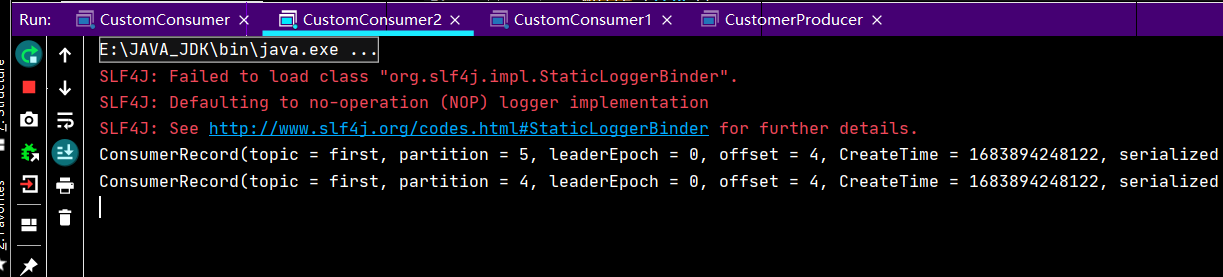 Run: CustomConsumer CustomConsumer2 CustomConsumer1 CustomerProducer
E:\JAVA_JDK\bin\java.exe ...
SLF4J: Failed to load class "org.slf4j.impl.StaticLoggerBinder".
SLF4J: Defaulting to no-operation (NOP) logger implementation
SLF4J: See http://www.slf4j.org/codes.html#StaticLoggerBinder for further details.
ConsumerRecord(topic = first, partition = 5, leaderEpoch = 0, offset = 4, CreateTime = 1683894248122, serialized
ConsumerRecord(topic = first, partition = 4, leaderEpoch = 0, offset = 4, CreateTime = 1683894248122, serialized
7: Structure
2: Favorites